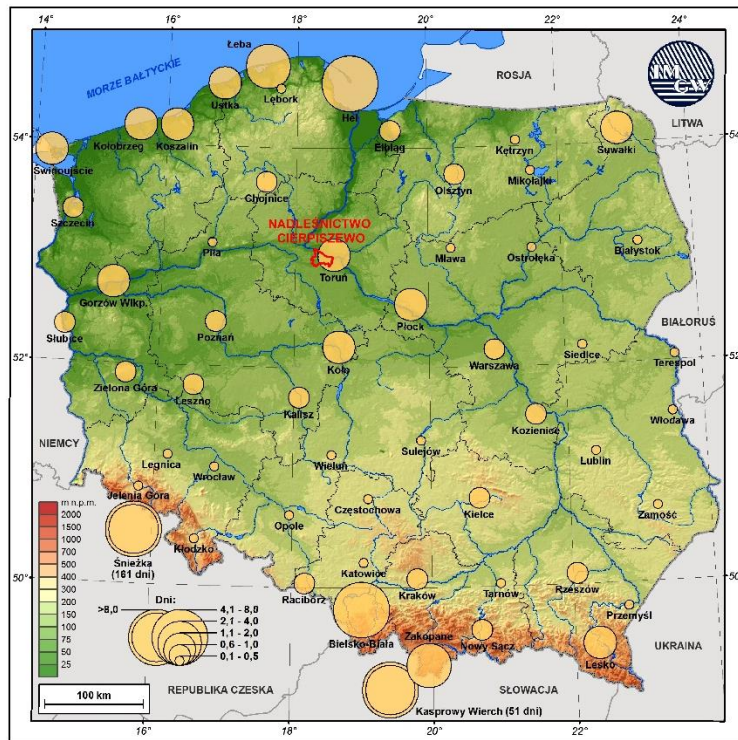 14°
16°
18°
20°
22°
24°
Łeba
MORZE BAŁTYCKIE
ROSJA
IM
GW
Ustka
Lębork
Hel
LITWA
54°
54°
Kołobrzeg
Koszalin
Elbląg
Kętrzyn
Suwałki
Świnoujście
Mikołajki
Olsztyn
Chojnice
Szczecin
NADLEŚNICTWO
CIERPISZEWO
Piła
Mława
Ostrołęka
Białystok
Toruń
Gorzów Wlkp.
Płock
BIAŁORUŚ
Słubice
Poznań
Siedlce
52°
52°
Koło
Warszawa
Terespol
Zielona Góra
Leszno
Kalisz
Kozienice
Włodawa
NIEMCY
Legnica
Wrocław
Wieluń
Sulejów
Lublin
Jelenia Góra
Częstochowa
Kielce
Zamość
m n.p.m.
2000
1500
1000
700
500
400
300
200
150
100
75
50
25
Opole
Kłodzko
Śnieżka
(161 dni)
50°
50°
Katowice
Kraków
Tarnów
Rzeszów
Racibórz
Przemyśl
Dni:
>8,0
4,1 - 8,0
2,1 - 4,0
1,1 - 2,0
0,6 - 1,0
0,1 - 0,5
Bielsko-Biała
Zakopane
Nowy Sącz
Lesko
UKRAINA
100 km
REPUBLIKA CZESKA
SŁOWACJA
Kasprowy Wierch (51 dni)
14°
16°
18°
20°
22°